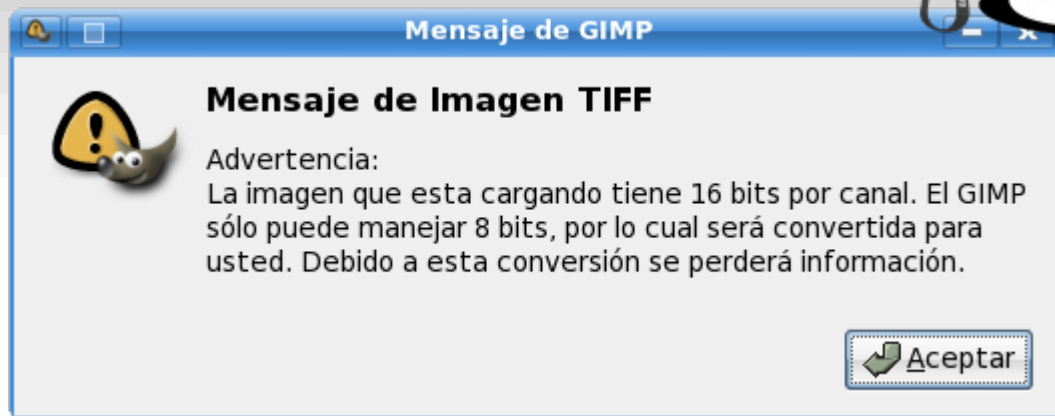 Mensaje de GIMP
Mensaje de Imagen TIFF
Advertencia:
La imagen que esta cargando tiene 16 bits por canal. El GIMP
sólo puede manejar 8 bits, por lo cual será convertida para
usted. Debido a esta conversión se perderá información.
Aceptar